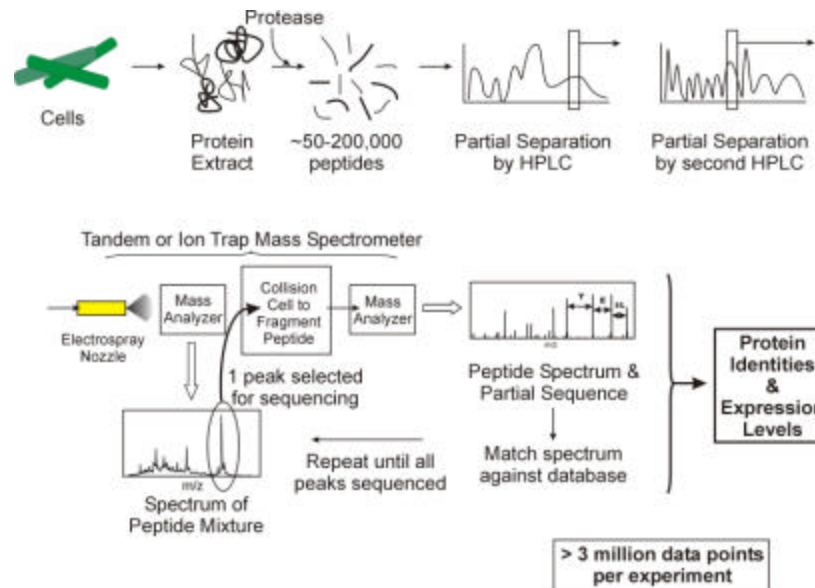 Protease
Cells
Protein
Extract
~50-200,000
peptides
Partial Separation
by HPLC
Partial Separation
by second HPLC
Tandem or Ion Trap Mass Spectrometer
Electrospray
Nozzle
Mass
Analyzer
Collision
Cell to
Fragment
Peptide
Mass
Analyzer
1 peak selected
for sequencing
m/z
Spectrum of
Peptide Mixture
Y
E
m/z
Peptide Spectrum &
Partial Sequence
Match spectrum
against database
Repeat until all
peaks sequenced
Protein
Identities
&
Expression
Levels
> 3 million data points
per experiment